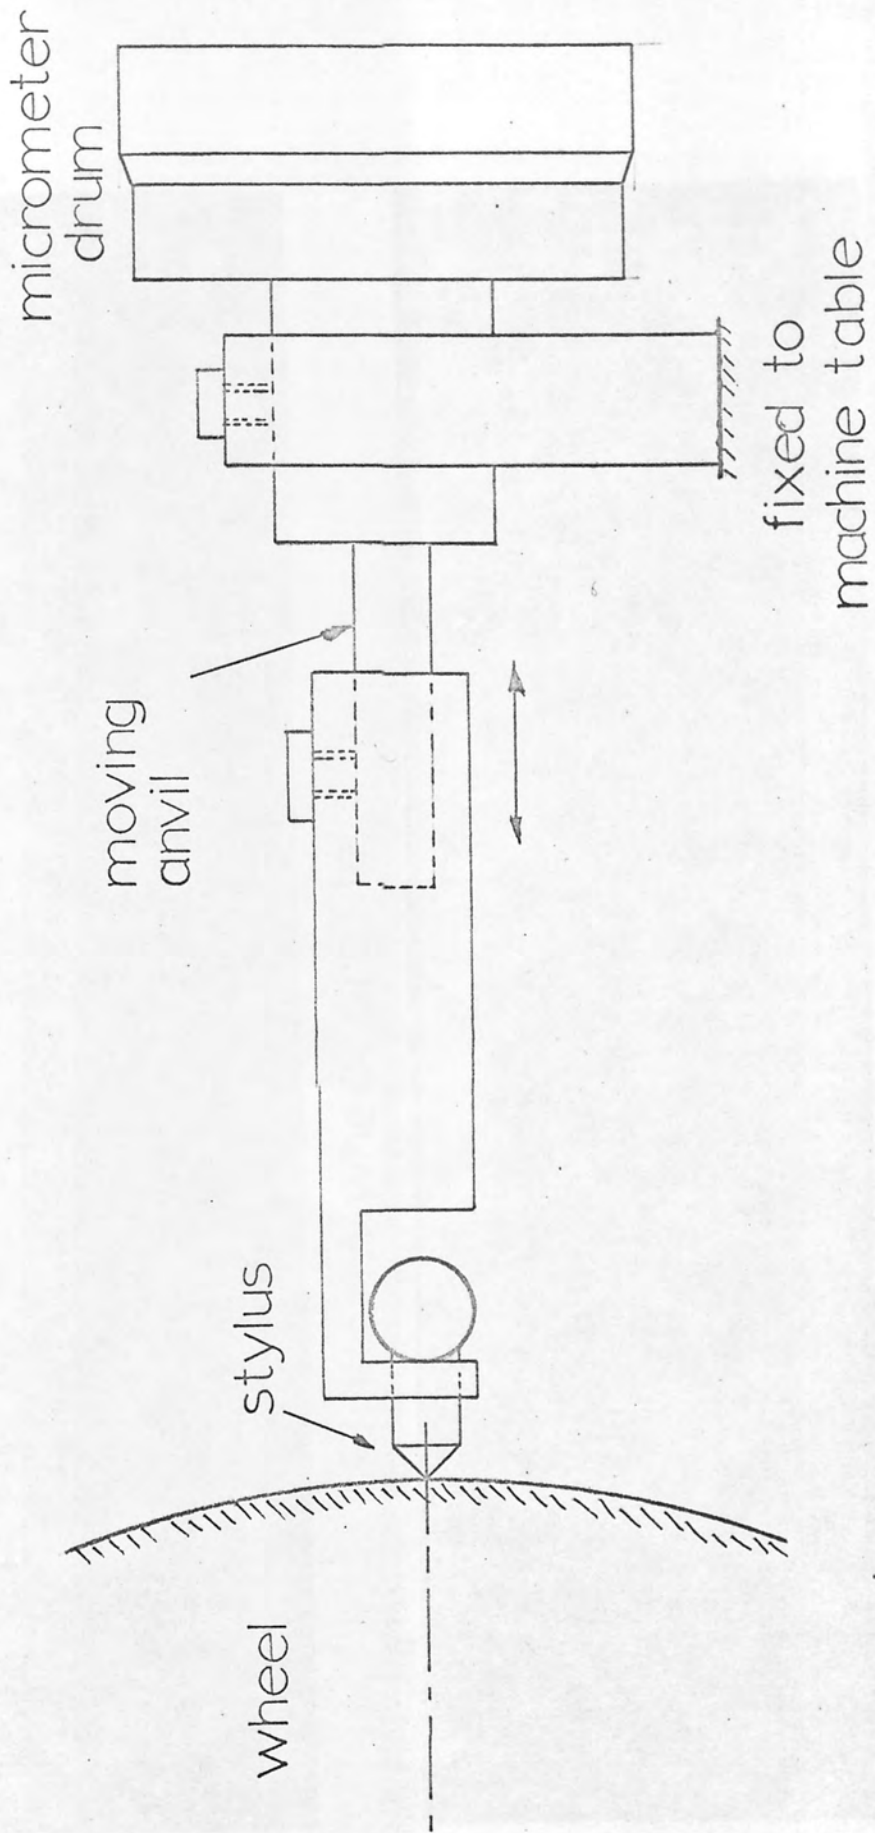 micrometer
drum
moving
anvil
fixed to
machine table
stylus
wheel